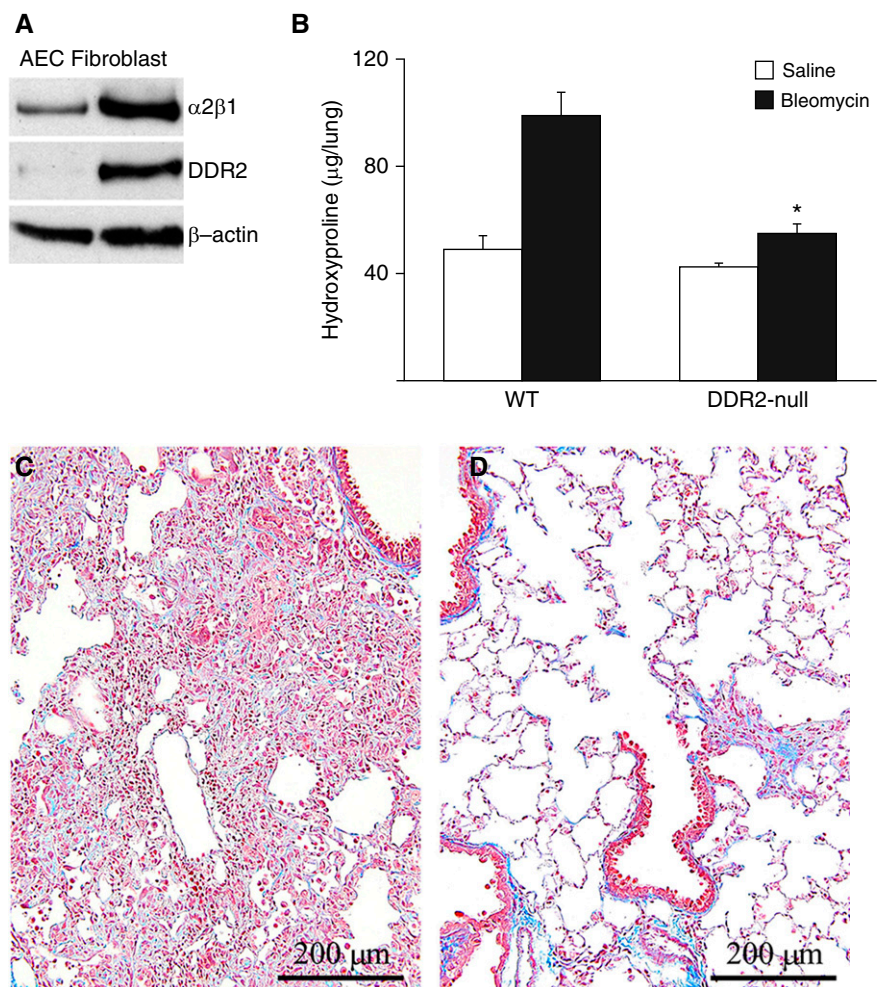 A
AEC Fibroblast
α2β1
DDR2
β–actin
B
120
80
40
Hydroxyproline (μg/lung)
Saline
Bleomycin
*
WT
DDR2-null
C
200 μm
D
200 μm